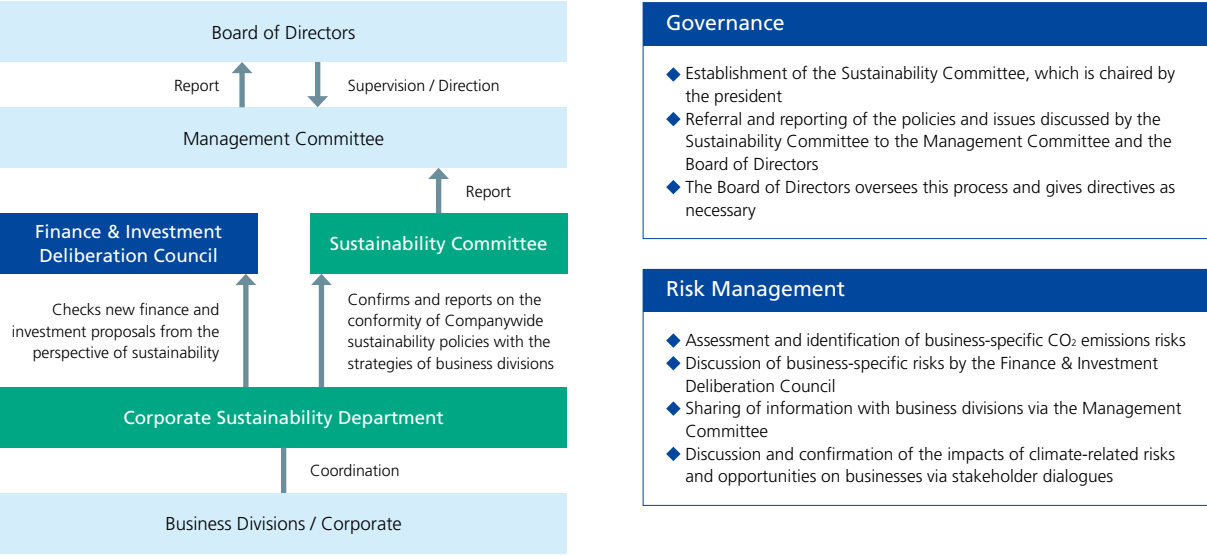 Board of Directors
Report
Supervision / Direction
Management Committee
Report
Finance & Investment
Deliberation Council
Sustainability Committee
Checks new finance and
investment proposals from the
perspective of sustainability
Confirms and reports on the
conformity of Companywide
sustainability policies with the
strategies of business divisions
Corporate Sustainability Department
Coordination
Business Divisions / Corporate
Governance
◆ Establishment of the Sustainability Committee, which is chaired by
the president
◆ Referral and reporting of the policies and issues discussed by the
Sustainability Committee to the Management Committee and the
Board of Directors
◆ The Board of Directors oversees this process and gives directives as
necessary
Risk Management
◆ Assessment and identification of business-specific CO₂ emissions risks
◆ Discussion of business-specific risks by the Finance & Investment
Deliberation Council
◆ Sharing of information with business divisions via the Management
Committee
◆ Discussion and confirmation of the impacts of climate-related risks
and opportunities on businesses via stakeholder dialogues